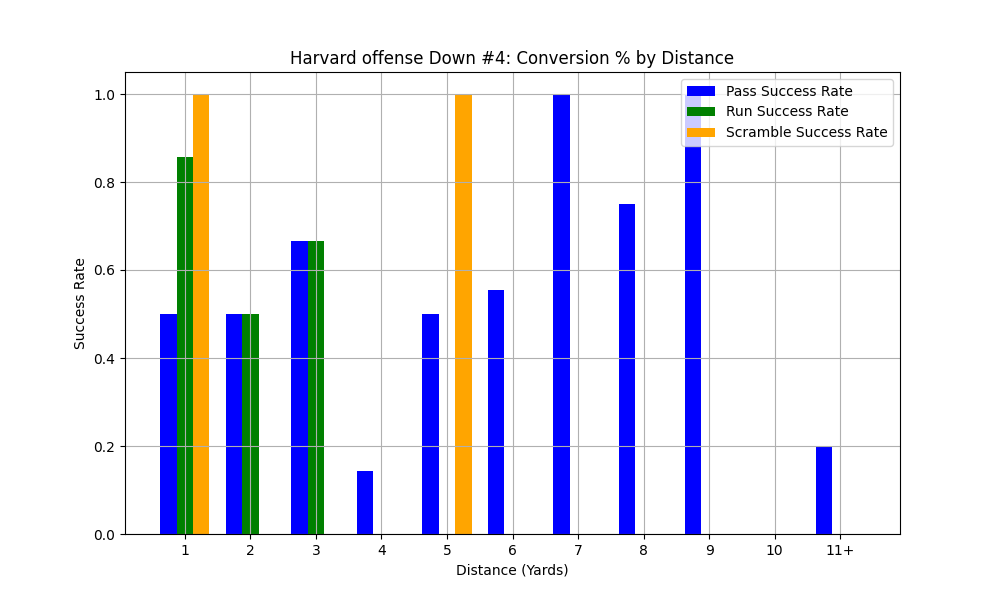 Harvard offense Down #4: Conversion % by Distance
Pass Success Rate
Run Success Rate
Scramble Success Rate
Success Rate
1.0
0.8
0.6
0.4
0.2
0.0
1 2 3 4 5 6 7 8 9 10 11+
Distance (Yards)